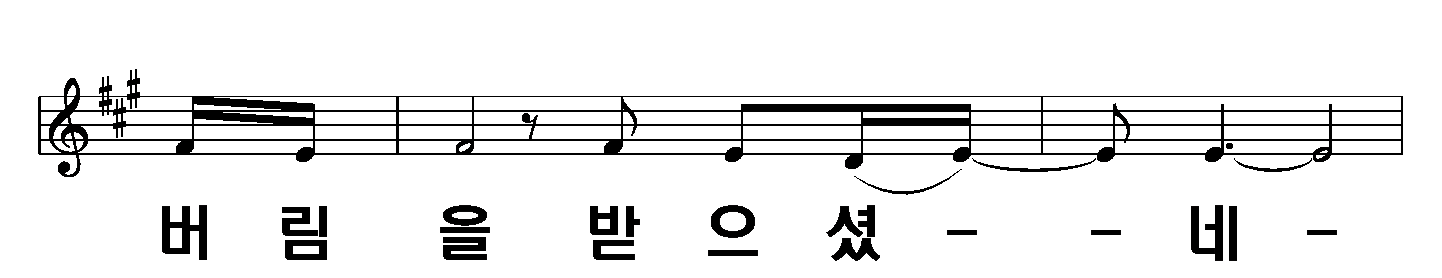 버 림 을 받 으 셨 - - 네 -